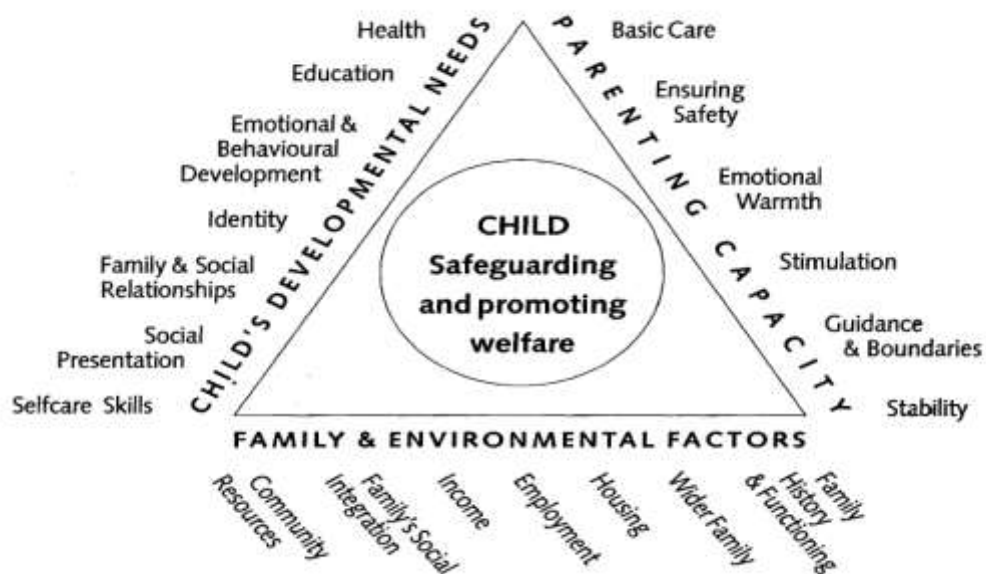 Health
Education
Emotional &
Behavioural
Development
Identity
Family & Social
Relationships
Social
Presentation
Selfcare Skills
CHILD'S DEVELOPMENTAL NEEDS
CHILD
Safeguarding
and promoting
welfare
PARENTING CAPACITY
Basic Care
Ensuring
Safety
Emotional
Warmth
Stimulation
Guidance
& Boundaries
Stability
FAMILY & ENVIRONMENTAL FACTORS
Community
Resources
Family's Social
Integration
Income
Employment
Housing
Wider Family
Family
History
& Functioning